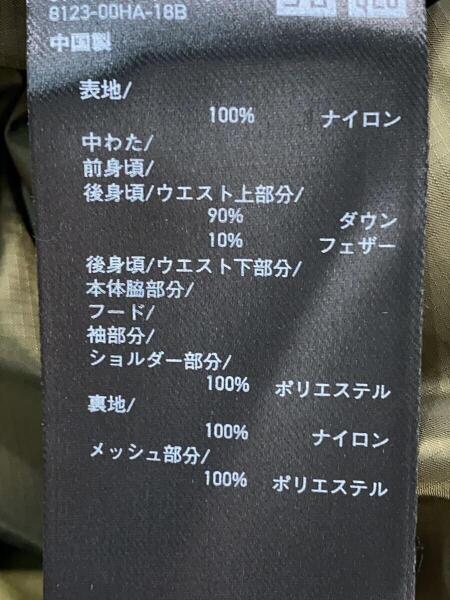 8123-00HA-18B
中国製
表地/
100% ナイロン
中わた/
前身頃/
後身頃/ウエスト上部分/
90% ダウン
10% フェザー
後身頃/ウエスト下部分/
本体脇部分/
フード/
袖部分/
ショルダー部分/
100% ポリエステル
裏地/
100% ナイロン
メッシュ部分/
100% ポリエステル